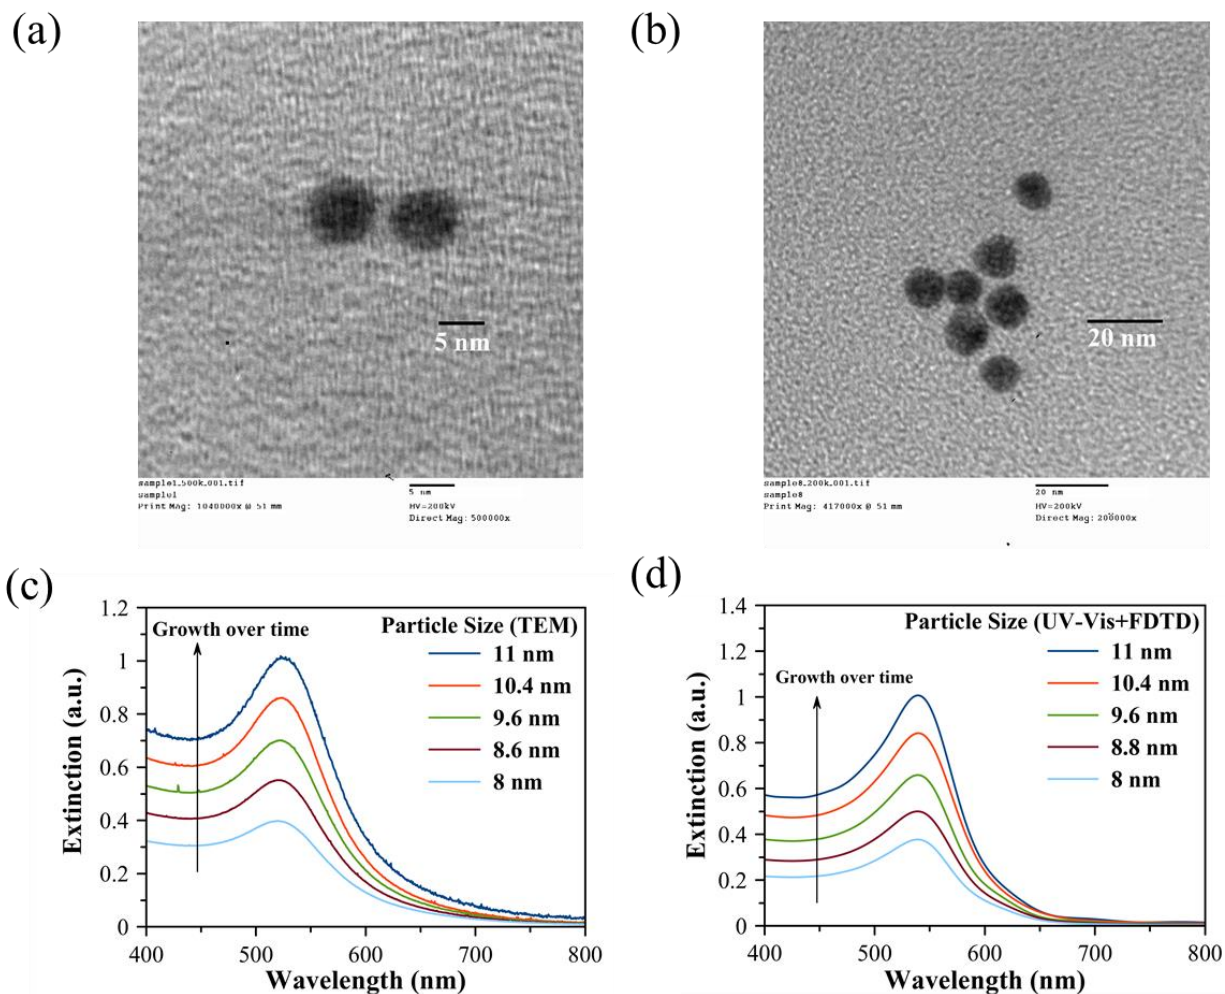 (a)
5 nm
sample1_500k_001.tif
sample1
Print Mag: 1040000x @ 51 mm
5 nm
HV=200kV
Direct Mag: 500000x
(b)
20 nm
sample8_200k_001.tif
sample8
Print Mag: 417000x @ 51 mm
20 nm
HV=200kV
Direct Mag: 200000x
(c)
1.2
1
0.8
0.6
0.4
0.2
0
Extinction (a.u.)
Growth over time
Particle Size (TEM)
11 nm
10.4 nm
9.6 nm
8.6 nm
8 nm
400 500 600 700 800
Wavelength (nm)
(d)
1.4
1.2
1
0.8
0.6
0.4
0.2
0
Extinction (a.u.)
Growth over time
Particle Size (UV-Vis+FDTD)
11 nm
10.4 nm
9.6 nm
8.8 nm
8 nm
400 500 600 700 800
Wavelength (nm)